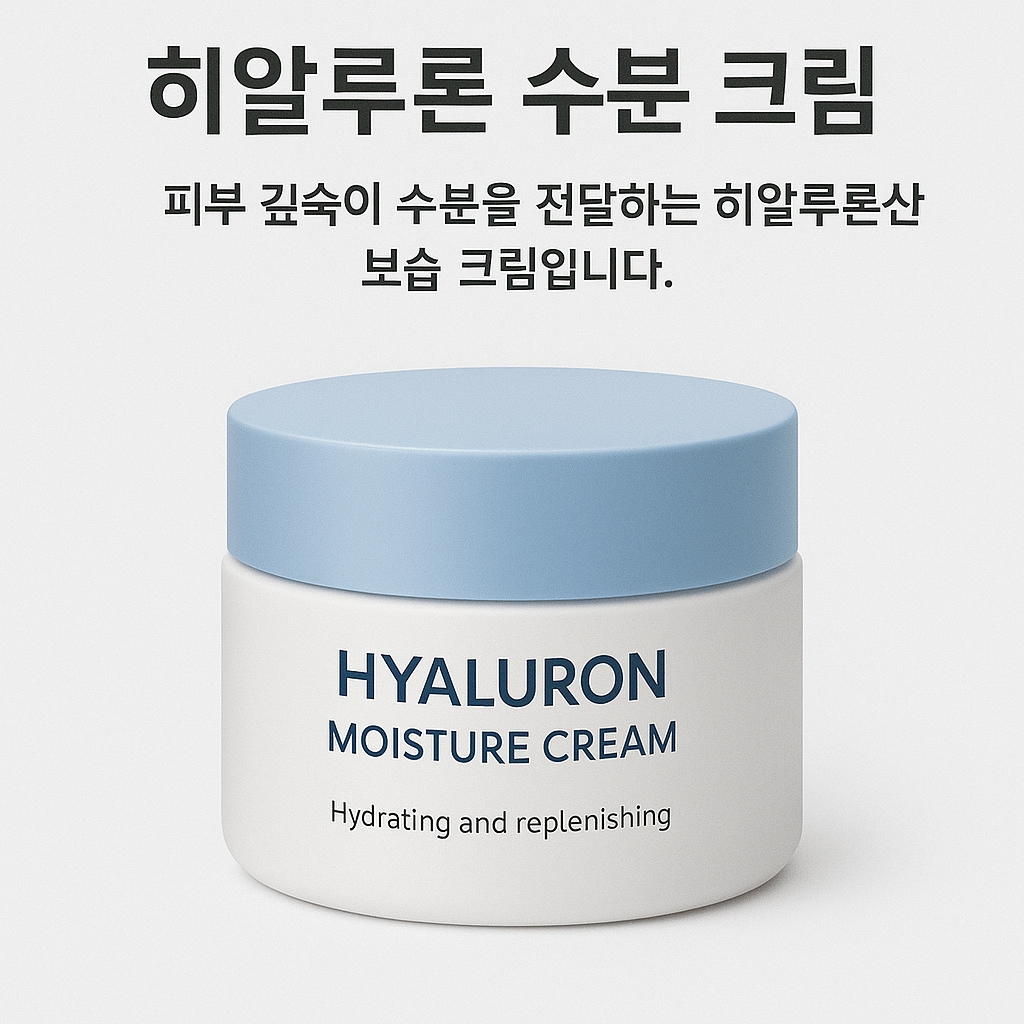 히알루론 수분 크림
피부 깊숙이 수분을 전달하는 히알루론산
보습 크림입니다.
HYALURON
MOISTURE CREAM
Hydrating and replenishing